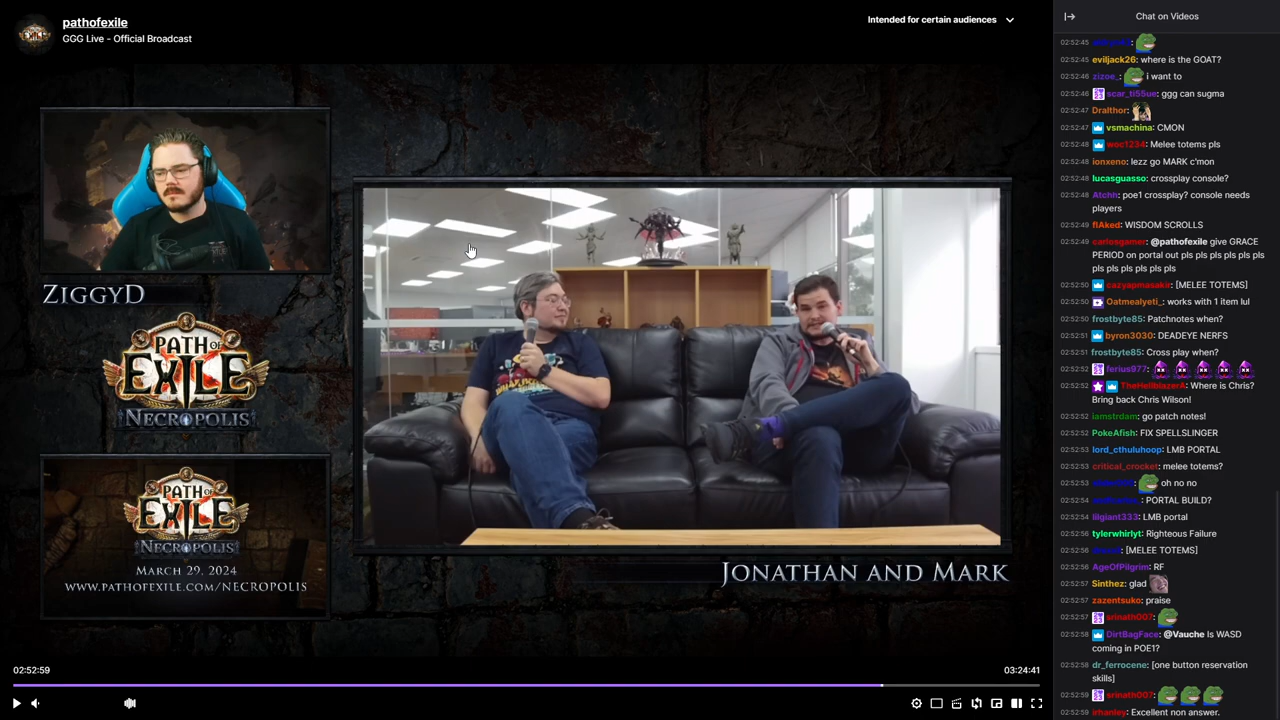 pathofexile
GGG Live - Official Broadcast
Intended for certain audiences
ZiggyD
PATH OF
EXILE
NECROPOLIS
PATH OF
EXILE
NECROPOLIS
March 29, 2024
www.pathofexile.com/necropolis
Jonathan and Mark
02:52:59
03:24:41
Chat on Videos
02:52:45
02:52:45 eviljack26: where is the GOAT?
02:52:46 zizoe_: i want to
02:52:46 scar_ti55ue: ggg can sugma
02:52:47 Dralthor:
02:52:47 vsmachina: CMON
02:52:48 woc1234: Melee totems pls
02:52:48 ionxeno: lezz go MARK c'mon
02:52:48 lucasguasso: crossplay console?
02:52:48 Atchh: poe1 crossplay? console needs
players
02:52:49 flAked: WISDOM SCROLLS
02:52:49 carlosgamer: @pathofexile give GRACE
PERIOD on portal out pls pls pls pls pls pls
pls pls pls pls pls pls
02:52:50 cazyapmasakir: [MELEE TOTEMS]
02:52:50 Oatmealyeti_: works with 1 item lul
02:52:50 frostbyte85: Patchnotes when?
02:52:51 byron3030: DEADEYE NERFS
02:52:51 frostbyte85: Cross play when?
02:52:52 ferius977:
02:52:52 TheHellblazerA: Where is Chris?
Bring back Chris Wilson!
02:52:52 iamstrdam: go patch notes!
02:52:52 PokeAfish: FIX SPELLSLINGER
02:52:53 lord_cthuluhoop: LMB PORTAL
02:52:53 critical_crocket: melee totems?
02:52:53 : oh no no
02:52:54 : PORTAL BUILD?
02:52:54 lilgiant333: LMB portal
02:52:56 tylerwhirlyt: Righteous Failure
02:52:56 : [MELEE TOTEMS]
02:52:56 AgeOfPilgrim: RF
02:52:57 Sinthez: glad
02:52:57 zazentsuko: praise
02:52:57 srinath007:
02:52:58 DirtBagFace: @Vauche Is WASD
coming in POE1?
02:52:58 dr_ferrocene: [one button reservation
skills]
02:52:59 srinath007:
02:52:59 irhanley: Excellent non answer.